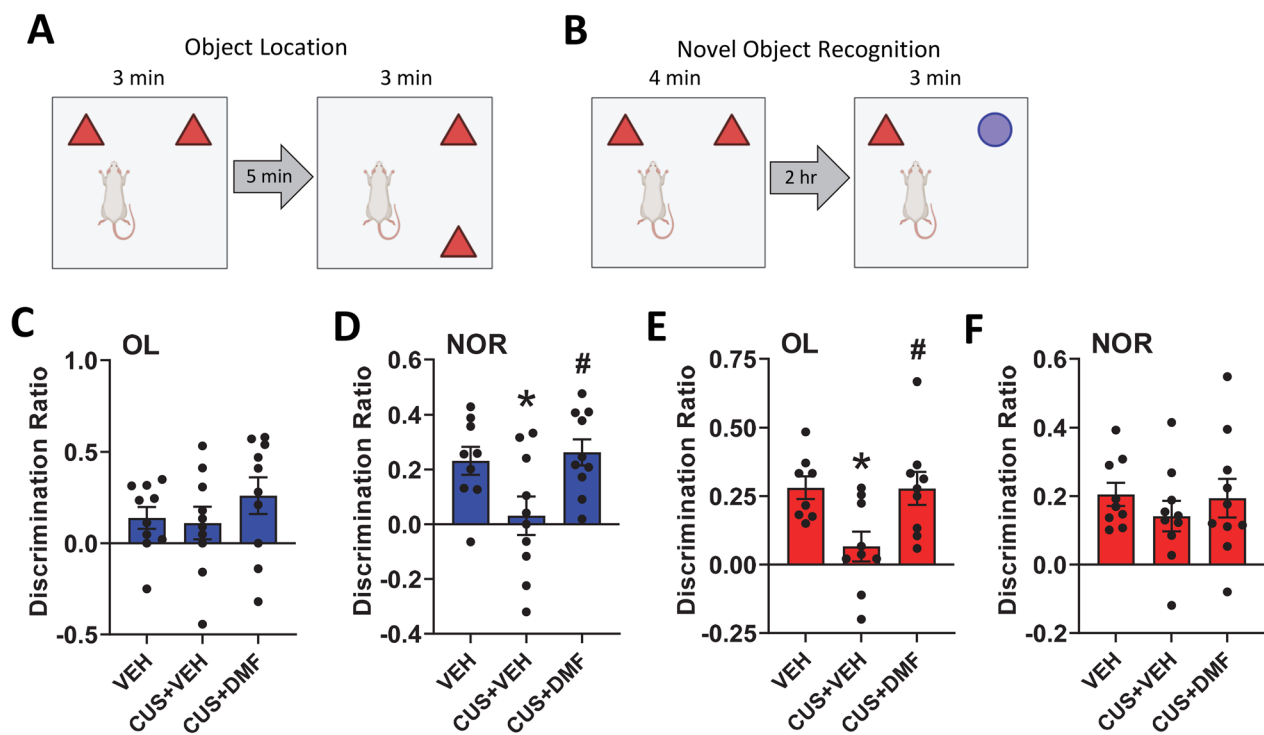 A
Object Location
3 min
3 min
5 min
B
Novel Object Recognition
4 min
3 min
2 hr
C
OL
Discrimination Ratio
1.0
0.5
0.0
-0.5
VEH
CUS+VEH
CUS+DMF
D
NOR
Discrimination Ratio
0.6
0.4
0.2
0.0
-0.2
-0.4
*
#
VEH
CUS+VEH
CUS+DMF
E
OL
Discrimination Ratio
0.75
0.50
0.25
0.00
-0.25
*
#
VEH
CUS+VEH
CUS+DMF
F
NOR
Discrimination Ratio
0.6
0.4
0.2
0.0
-0.2
VEH
CUS+VEH
CUS+DMF